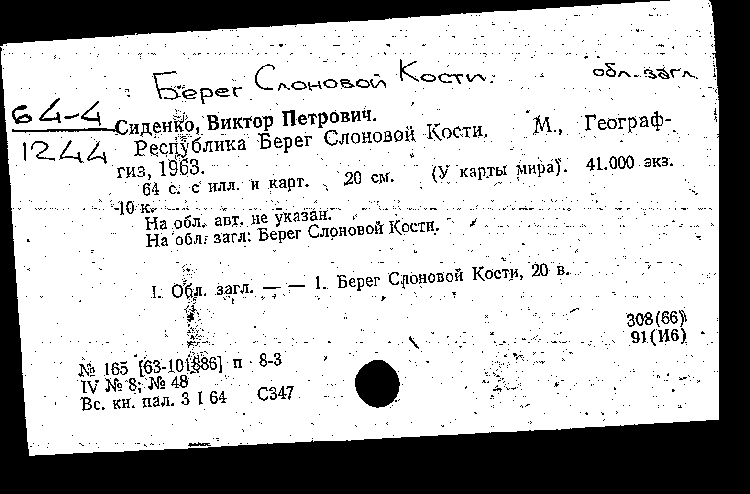 Берег Слоновой Кости. обл. загл.
64-4
1244
Сиденко, Виктор Петрович.
Республика Берег Слоновой Кости. М., Географ-
гиз, 1963.
64 с. с илл. и карт. 20 см. (У карты мира). 41.000 экз.
10 к.
На обл. авт. не указан.
На обл. загл: Берег Слоновой Кости.
I. Обл. загл. — — 1. Берег Слоновой Кости, 20 в.
308(66)
91(И6)
№ 165 [63-101886] п 8-3
IV № 8; № 48
Вс. кн. пал. 3 I 64 С347